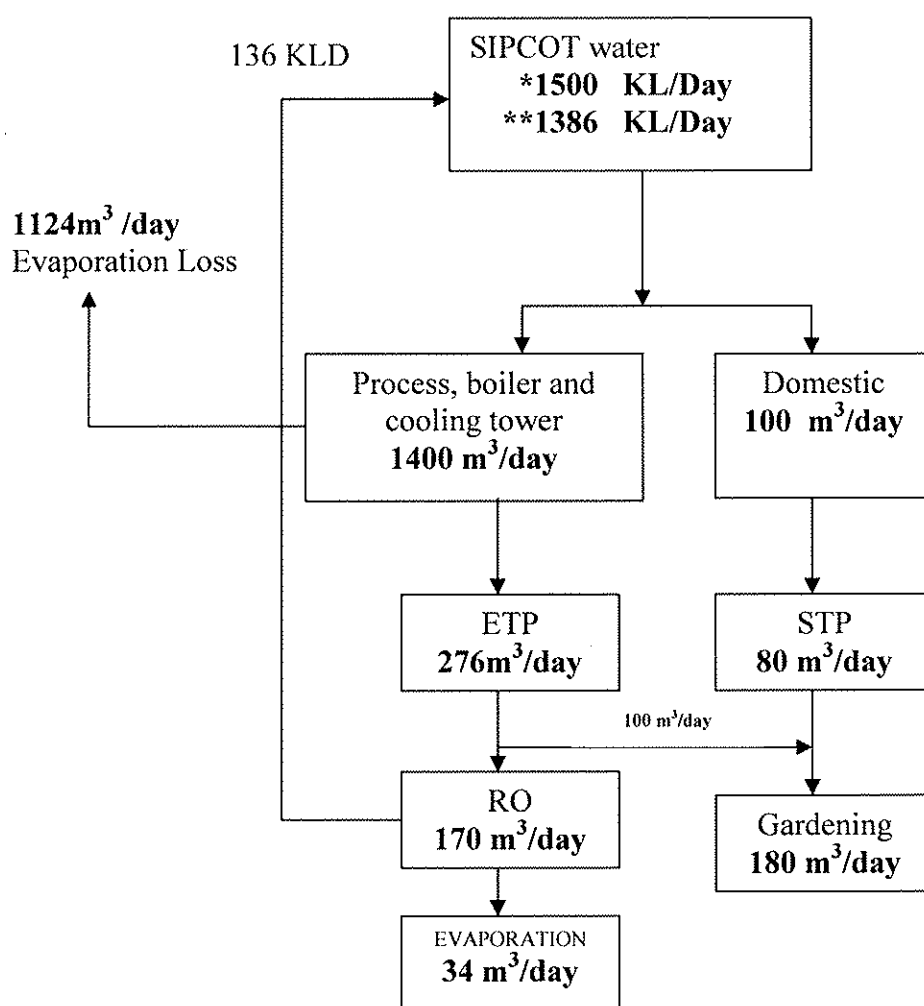 136 KLD
SIPCOT water
*1500 KL/Day
**1386 KL/Day
1124m³ /day
Evaporation Loss
Process, boiler and
cooling tower
1400 m³/day
Domestic
100 m³/day
ETP
276m³/day
STP
80 m³/day
100 m³/day
RO
170 m³/day
Gardening
180 m³/day
EVAPORATION
34 m³/day